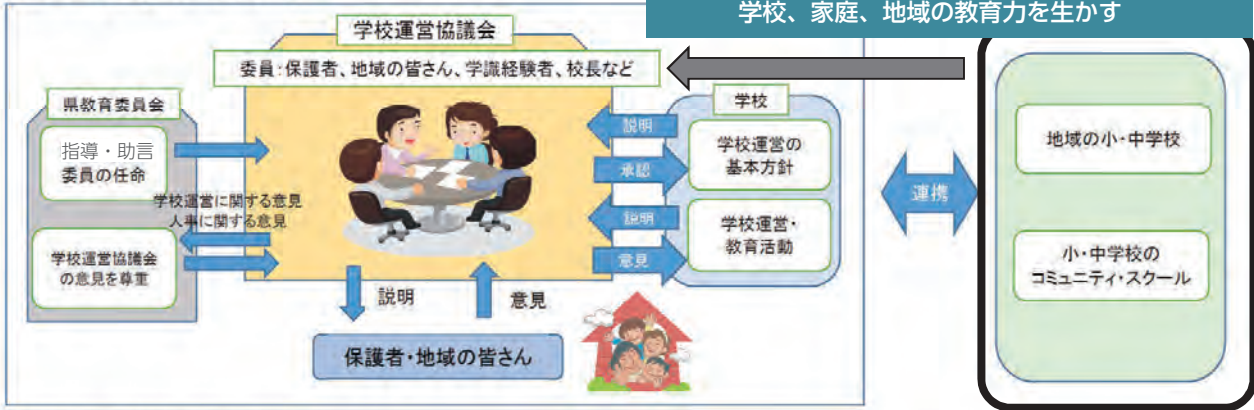 学校、家庭、地域の教育力を生かす
学校運営協議会
委員:保護者、地域の皆さん、学識経験者、校長など
県教育委員会
指導・助言
委員の任命
学校運営に関する意見
人事に関する意見
学校運営協議会
の意見を尊重
学校
説明
承認
学校運営の
基本方針
説明
意見
学校運営・
教育活動
説明
意見
保護者・地域の皆さん
連携
地域の小・中学校
小・中学校の
コミュニティ・スクール